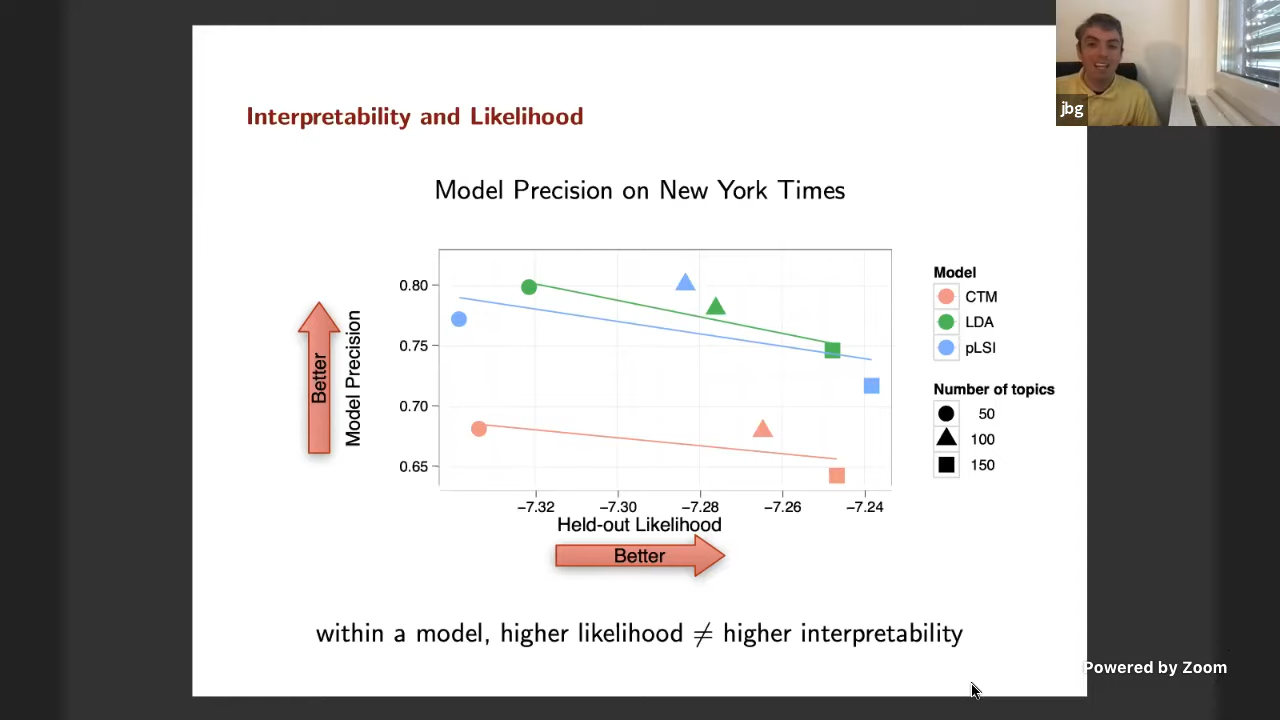 jbg
Interpretability and Likelihood
Model Precision on New York Times
Better
Model Precision
0.80
0.75
0.70
0.65
−7.32 −7.30 −7.28 −7.26 −7.24
Held-out Likelihood
Better
Model
CTM
LDA
pLSI
Number of topics
50
100
150
within a model, higher likelihood ≠ higher interpretability
Powered by Zoom